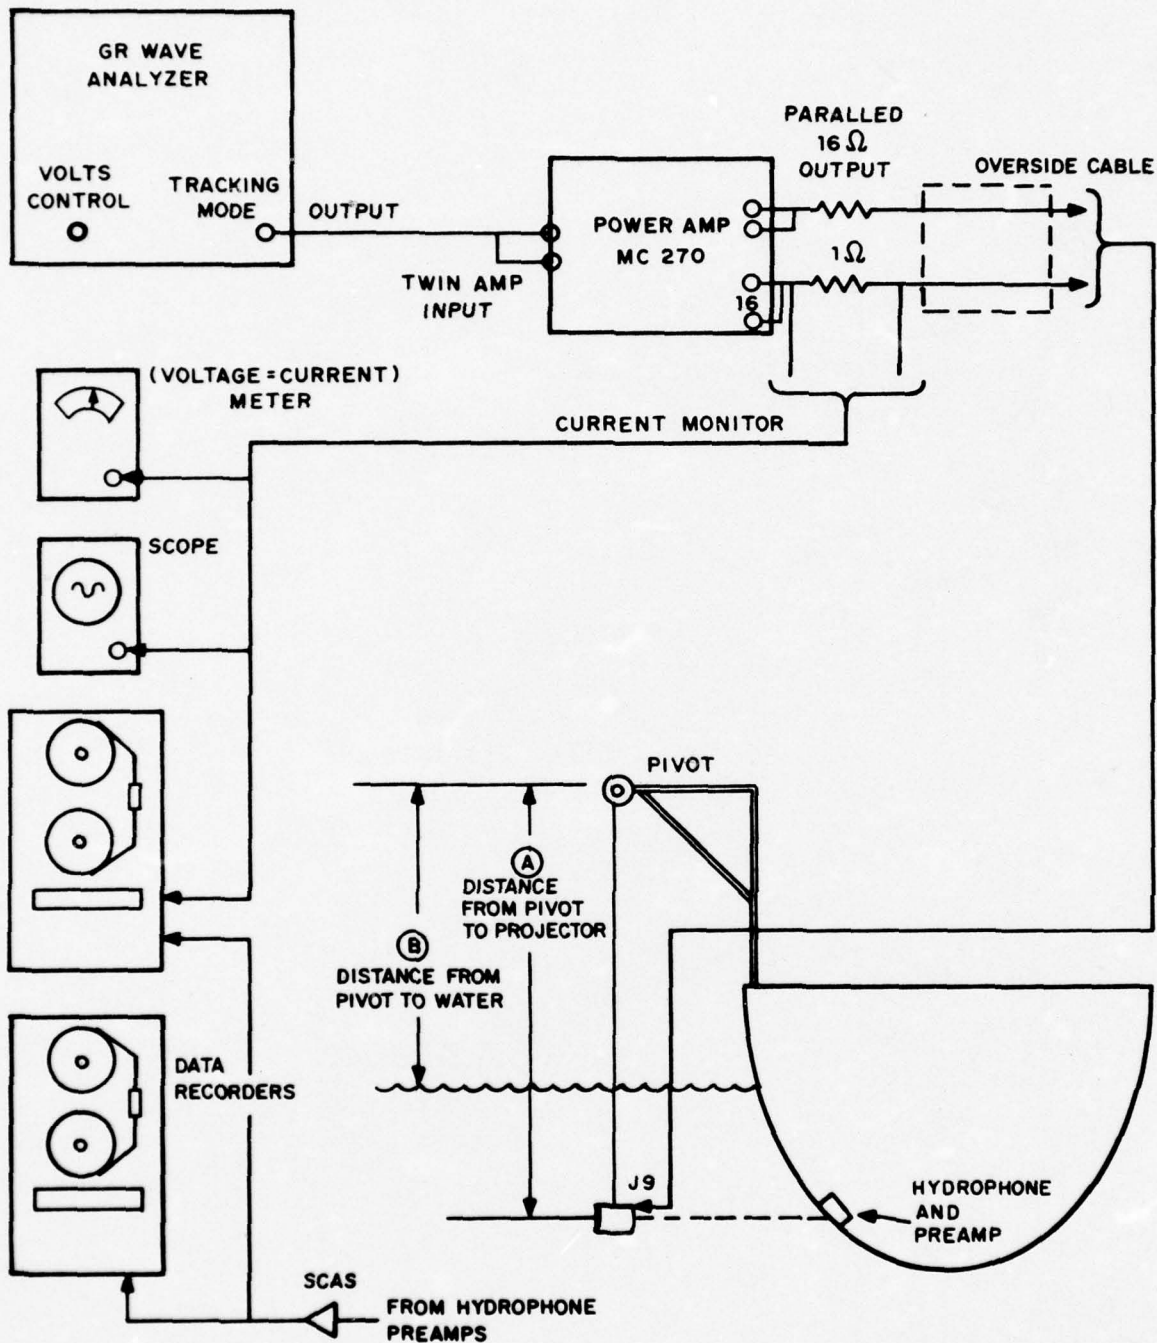 GR WAVE
ANALYZER
VOLTS
CONTROL
TRACKING
MODE
OUTPUT
TWIN AMP
INPUT
POWER AMP
MC 270
16
PARALLED
16 Ω
OUTPUT
1 Ω
OVERSIDE CABLE
(VOLTAGE = CURRENT)
METER
CURRENT MONITOR
SCOPE
PIVOT
A
DISTANCE
FROM PIVOT
TO PROJECTOR
B
DISTANCE FROM
PIVOT TO WATER
DATA
RECORDERS
J9
HYDROPHONE
AND
PREAMP
SCAS
FROM HYDROPHONE
PREAMPS